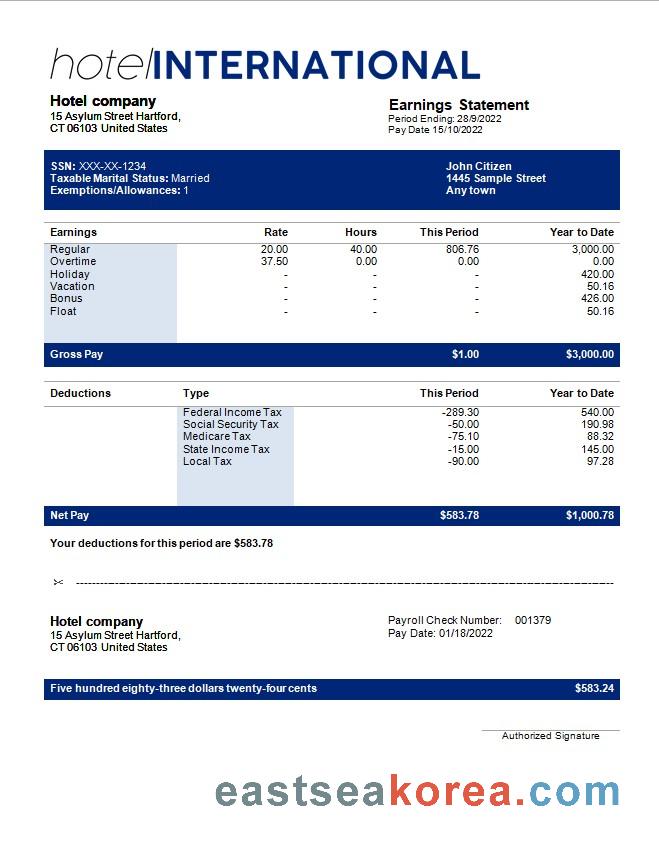 hotelINTERNATIONAL
Hotel company
15 Asylum Street Hartford,
CT 06103 United States
Earnings Statement
Period Ending: 28/9/2022
Pay Date 15/10/2022
SSN: XXX-XX-1234
Taxable Marital Status: Married
Exemptions/Allowances: 1
John Citizen
1445 Sample Street
Any town
Earnings Rate Hours This Period Year to Date
Regular 20.00 40.00 806.76 3,000.00
Overtime 37.50 0.00 0.00 0.00
Holiday - - - 420.00
Vacation - - - 50.16
Bonus - - - 426.00
Float - - - 50.16
Gross Pay $1.00 $3,000.00
Deductions Type This Period Year to Date
Federal Income Tax -289.30 540.00
Social Security Tax -50.00 190.98
Medicare Tax -75.10 88.32
State Income Tax -15.00 145.00
Local Tax -90.00 97.28
Net Pay $583.78 $1,000.78
Your deductions for this period are $583.78
Hotel company
15 Asylum Street Hartford,
CT 06103 United States
Payroll Check Number: 001379
Pay Date: 01/18/2022
Five hundred eighty-three dollars twenty-four cents $583.24
Authorized Signature
eastseakorea.com